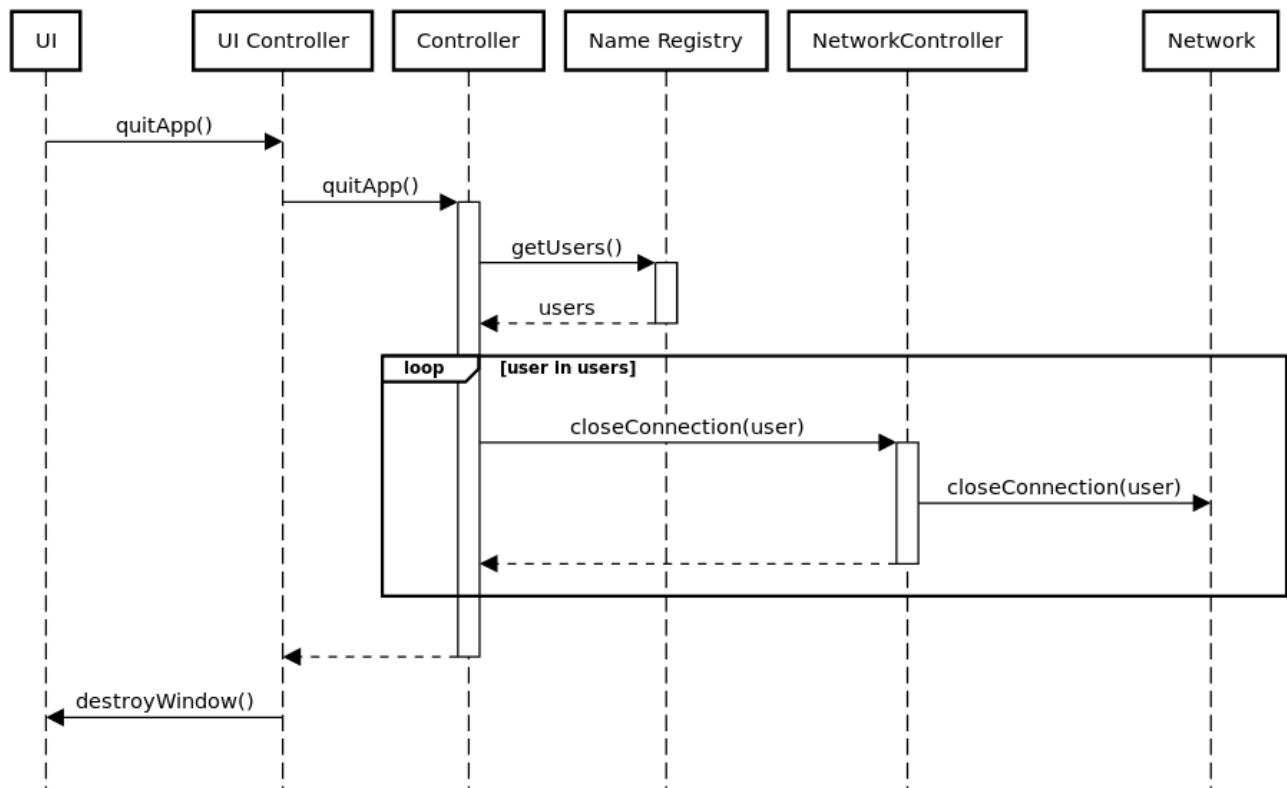 UI
UI Controller
Controller
Name Registry
NetworkController
Network
quitApp()
quitApp()
getUsers()
users
loop
[user in users]
closeConnection(user)
closeConnection(user)
destroyWindow()